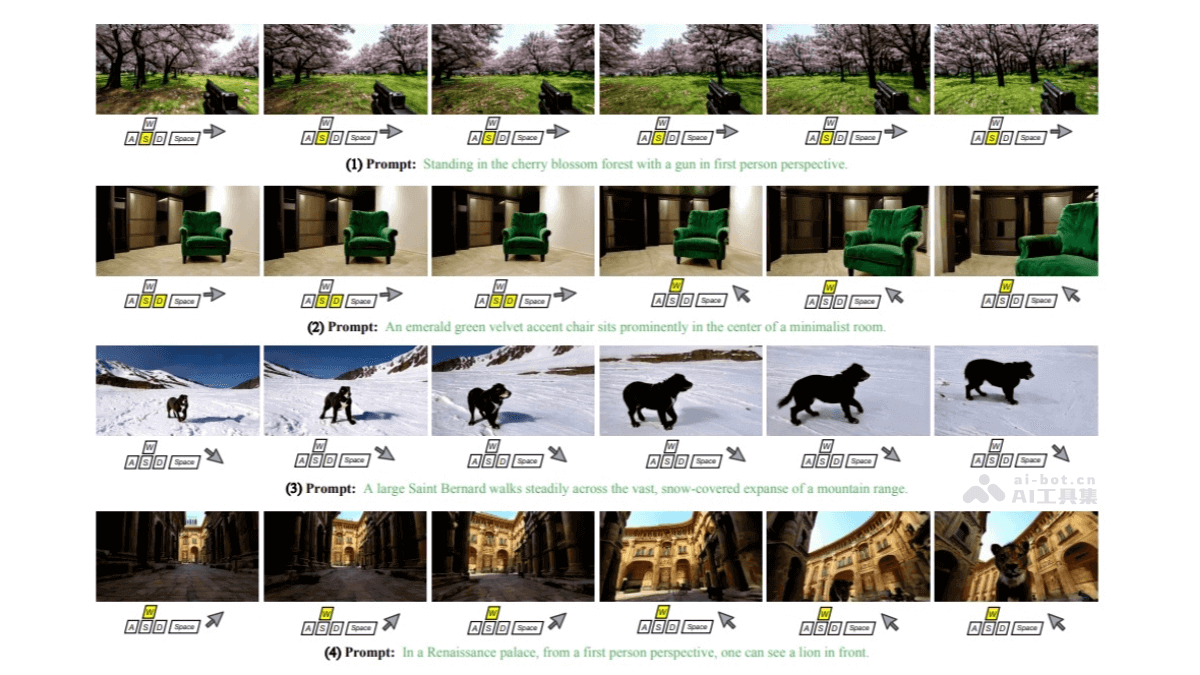 W W W W W W
A S D Space A S D Space A S D Space A S D Space A S D Space A S D Space
(1) Prompt: Standing in the cherry blossom forest with a gun in first person perspective.
W W W W W W
A S D Space A S D Space A S D Space A S D Space A S D Space A S D Space
(2) Prompt: An emerald green velvet accent chair sits prominently in the center of a minimalist room.
W W W W W W
A S D Space A S D Space A S D Space A S D Space A S D Space A S D Space
(3) Prompt: A large Saint Bernard walks steadily across the vast, snow-covered expanse of a mountain range.
ai-bot.cn
AI工具集
W W W W W W
A S D Space A S D Space A S D Space A S D Space A S D Space A S D Space
(4) Prompt: In a Renaissance palace, from a first person perspective, one can see a lion in front.